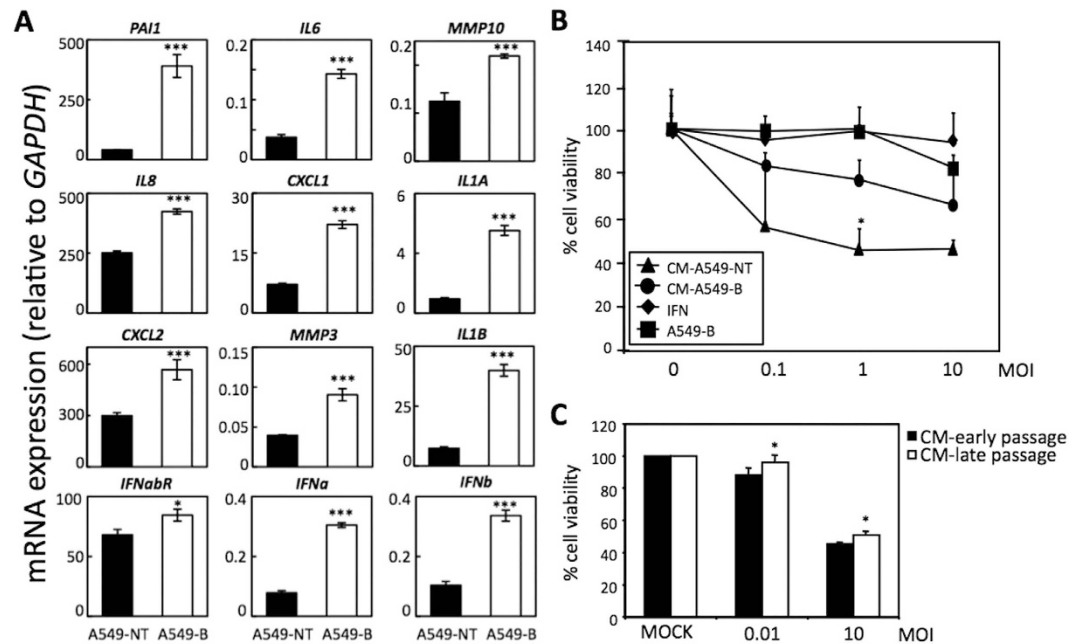 A
mRNA expression (relative to GAPDH)
PAI1
500
250
0
***
IL6
0.2
0.1
0
***
MMP10
0.2
0.1
0
***
IL8
500
250
0
***
CXCL1
30
15
0
***
IL1A
6
4
0
***
CXCL2
600
300
0
***
MMP3
0.15
0.10
0.05
0.0
***
IL1B
50
25
0
***
IFNabR
100
50
0
*
IFNa
0.4
0.2
0
***
IFNb
0.4
0.2
0
***
A549-NT A549-B
A549-NT A549-B
A549-NT A549-B
B
% cell viability
140
120
100
80
60
40
20
0
*
CM-A549-NT
CM-A549-B
IFN
A549-B
0 0.1 1 10 MOI
C
% cell viability
120
100
80
60
40
20
0
*
*
CM-early passage
CM-late passage
MOCK 0.01 10 MOI